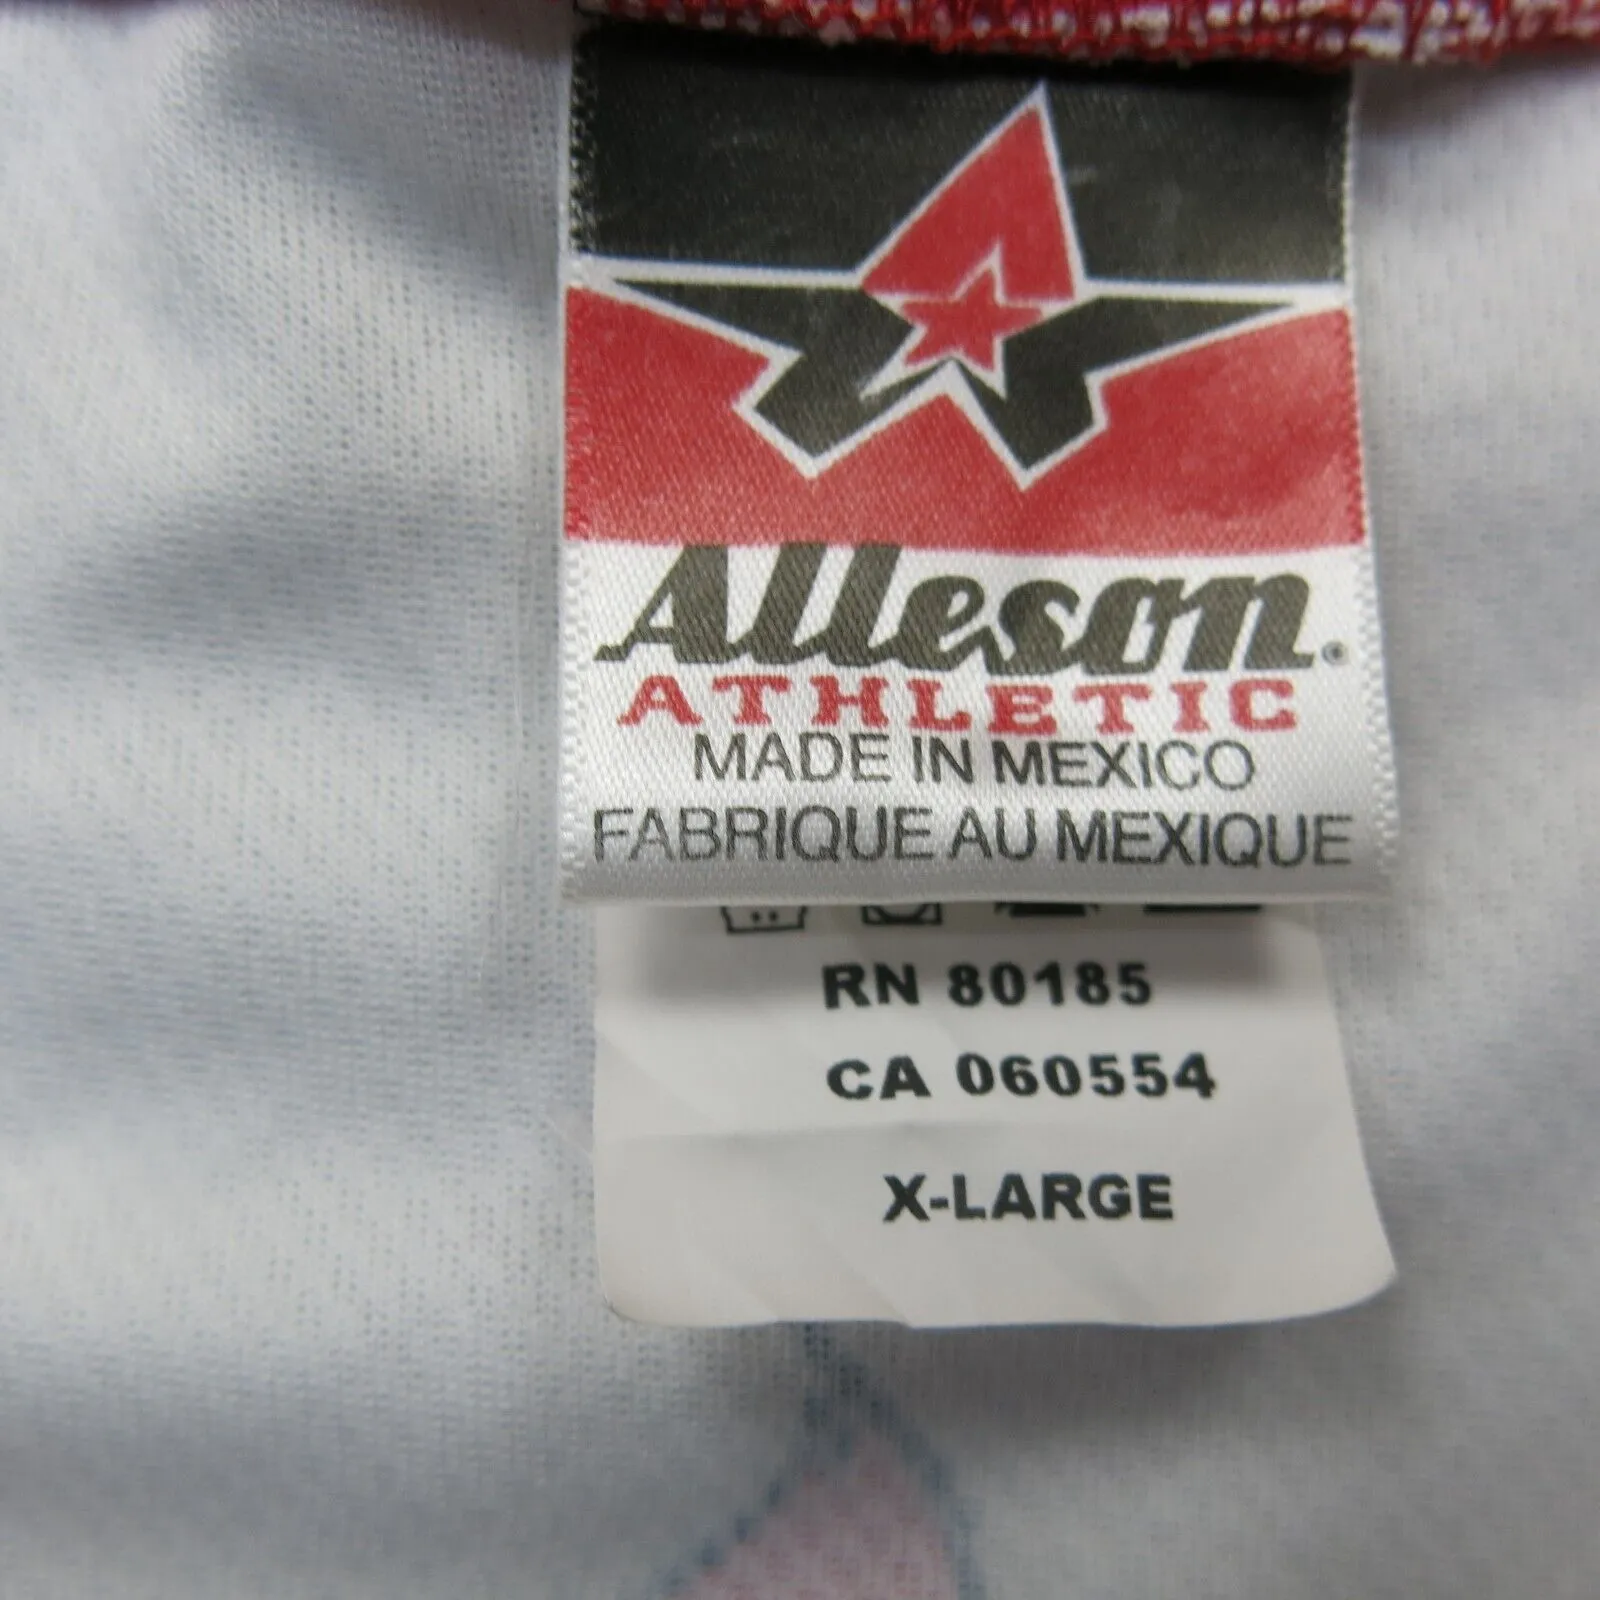 Alleson®
ATHLETIC
MADE IN MEXICO
FABRIQUE AU MEXIQUE
RN 80185
CA 060554
X-LARGE